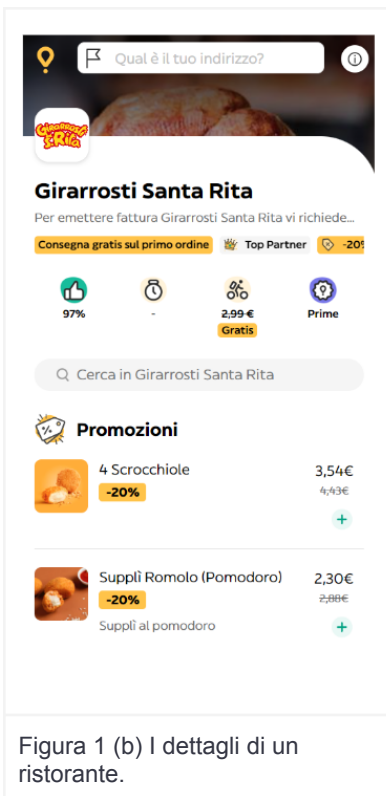 Qual è il tuo indirizzo?
Girarrosti
S.Rita
Girarrosti Santa Rita
Per emettere fattura Girarrosti Santa Rita vi richiede...
Consegna gratis sul primo ordine
Top Partner
-20%
97%
-
2,99 €
Gratis
Prime
Cerca in Girarrosti Santa Rita
Promozioni
4 Scrocchiole
3,54€
-20%
4,43€
+
Supplì Romolo (Pomodoro)
2,30€
-20%
2,88€
Supplì al pomodoro
+
Figura 1 (b) I dettagli di un
ristorante.